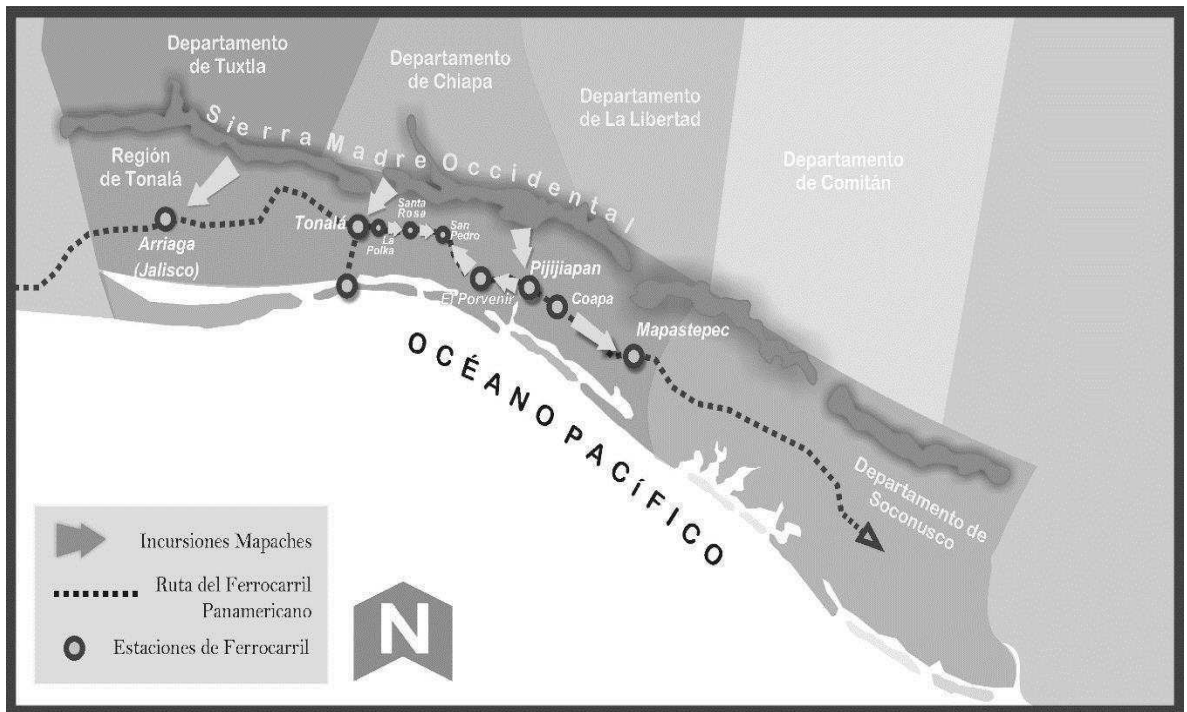 Departamento
de Tuxtla
Departamento
de Chiapa
Departamento
de La Libertad
Departamento
de Comitán
Sierra Madre Occidental
Región
de Tonalá
Arriaga
(Jalisco)
Tonalá
La
Polka
Santa
Rosa
San
Pedro
El Porvenir
Pijijiapan
Coapa
Mapastepec
OCÉANO PACíFICO
Departamento de
Soconusco
Incursiones Mapaches
Ruta del Ferrocarril
Panamericano
Estaciones de Ferrocarril
N